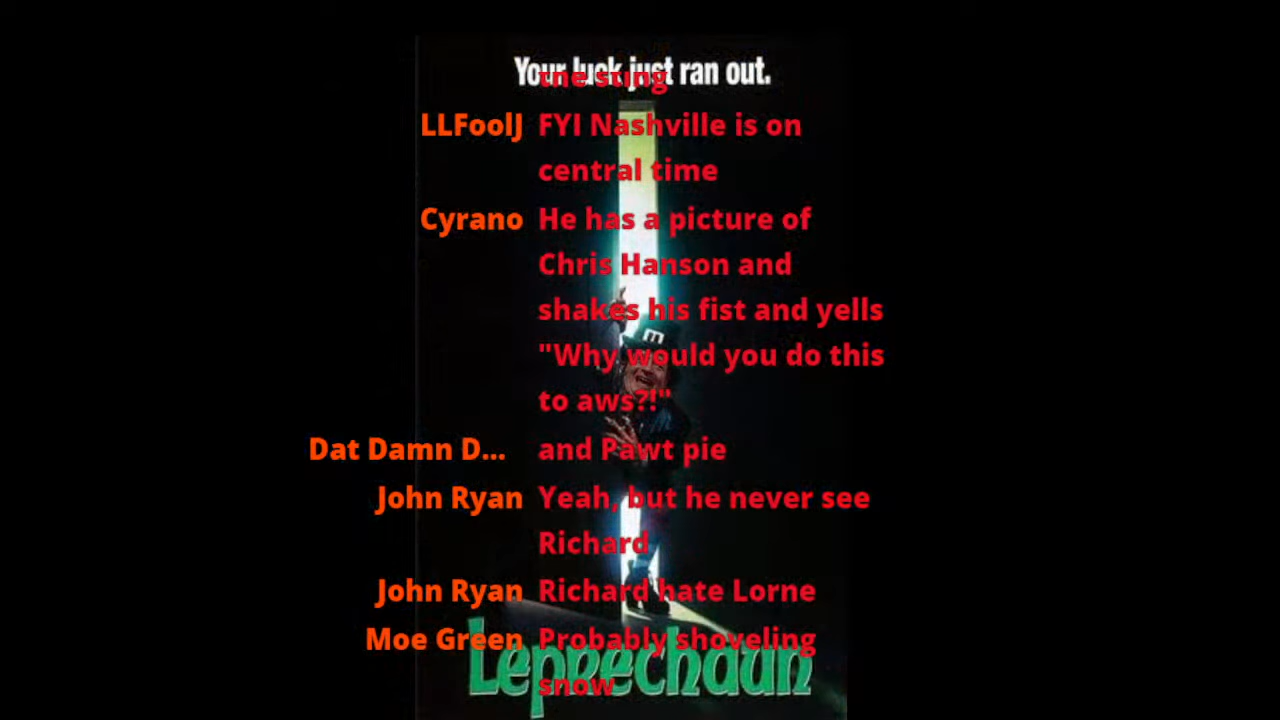 Your luck just ran out.
the sting
LLFoolJ FYI Nashville is on
central time
Cyrano He has a picture of
Chris Hanson and
shakes his fist and yells
"Why would you do this
to aws?!"
Dat Damn D... and Pawt pie
John Ryan Yeah, but he never see
Richard
John Ryan Richard hate Lorne
Moe Green Probably shoveling
snow
Leprechaun